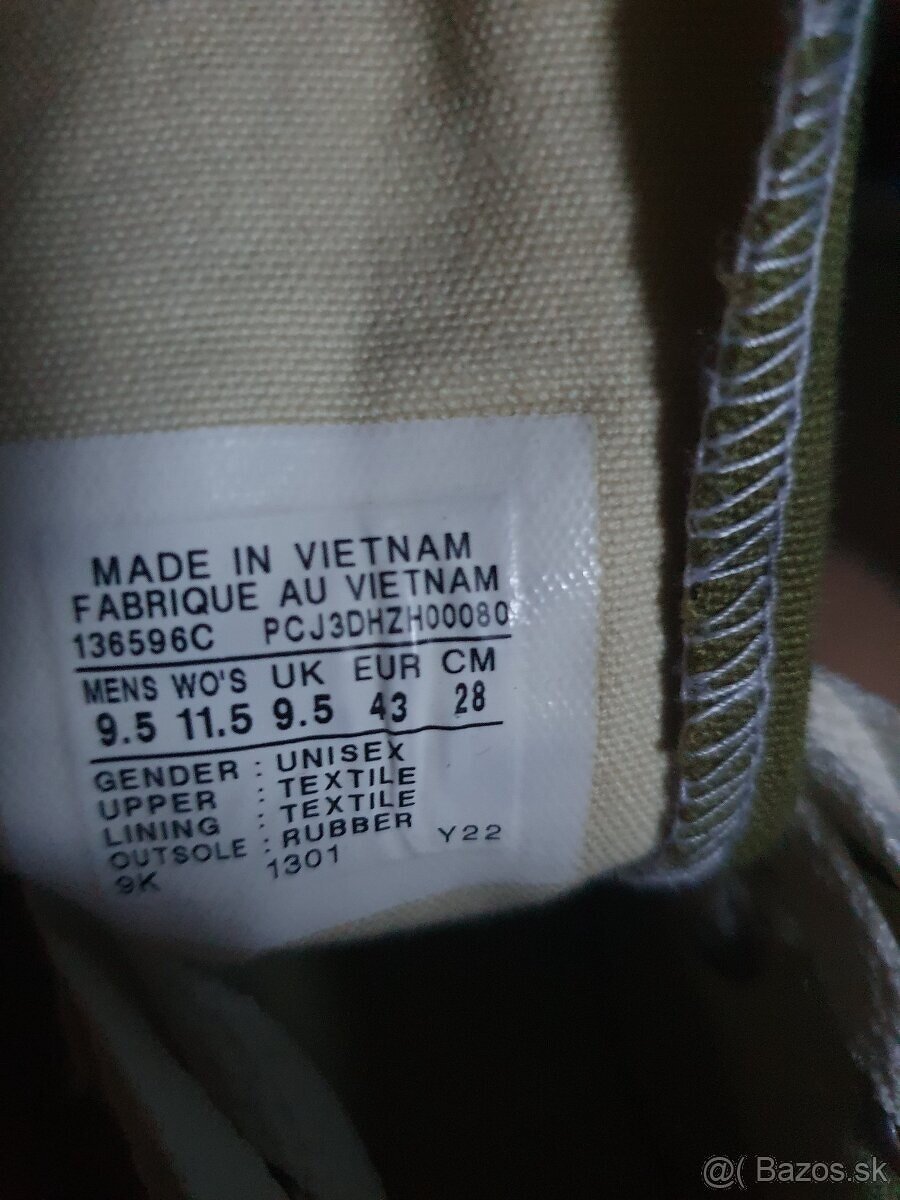 MADE IN VIETNAM
FABRIQUE AU VIETNAM
136596C PCJ3DHZH00080
MENS WO'S UK EUR CM
9.5 11.5 9.5 43 28
GENDER : UNISEX
UPPER : TEXTILE
LINING : TEXTILE
OUTSOLE : RUBBER
9K 1301 Y22
@( Bazos.sk